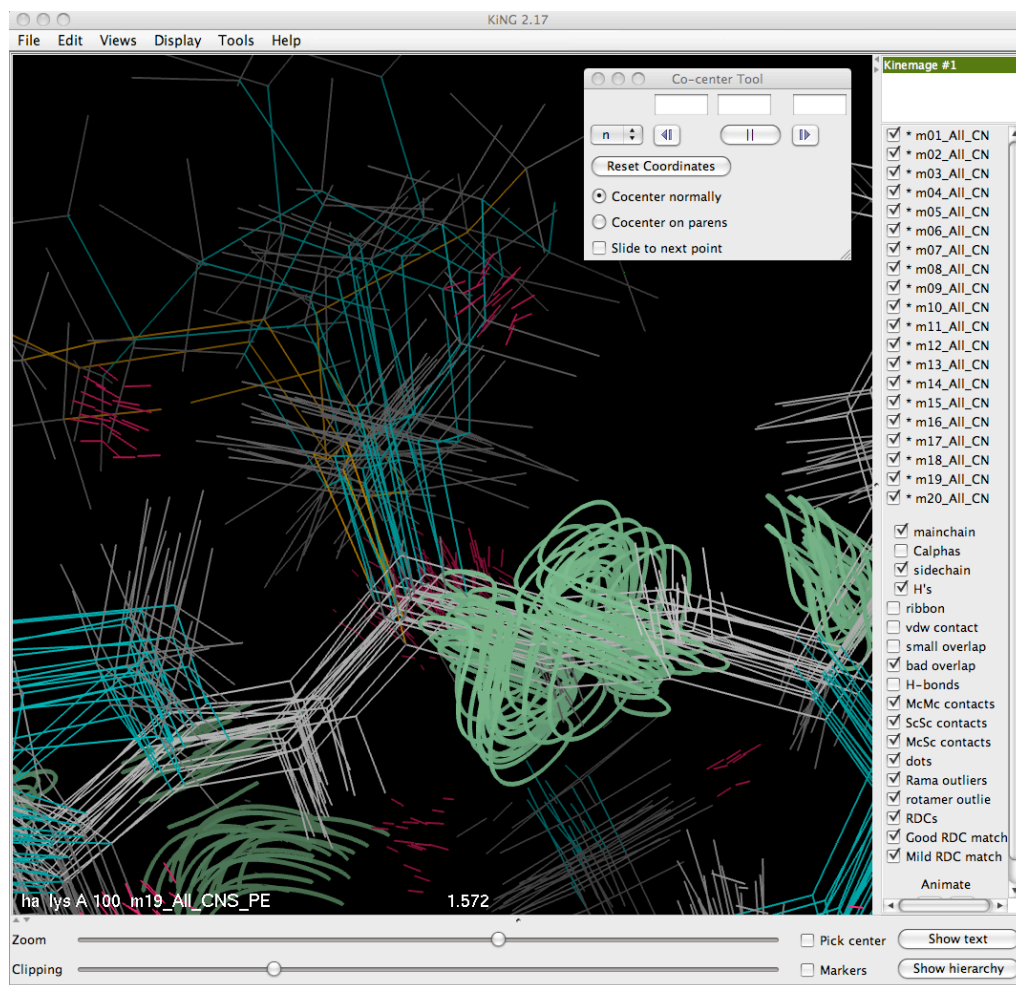 KiNG 2.17
File Edit Views Display Tools Help
Co-center Tool
n
Reset Coordinates
Cocenter normally
Cocenter on parens
Slide to next point
Kinemage #1
* m01_All_CN
* m02_All_CN
* m03_All_CN
* m04_All_CN
* m05_All_CN
* m06_All_CN
* m07_All_CN
* m08_All_CN
* m09_All_CN
* m10_All_CN
* m11_All_CN
* m12_All_CN
* m13_All_CN
* m14_All_CN
* m15_All_CN
* m16_All_CN
* m17_All_CN
* m18_All_CN
* m19_All_CN
* m20_All_CN
mainchain
Calphas
sidechain
H's
ribbon
vdw contact
small overlap
bad overlap
H-bonds
McMc contacts
ScSc contacts
McSc contacts
dots
Rama outliers
rotamer outlie
RDCs
Good RDC match
Mild RDC match
Animate
ha lys A 100 m19_All_CNS_PE 1.572
Zoom
Pick center
Show text
Clipping
Markers
Show hierarchy